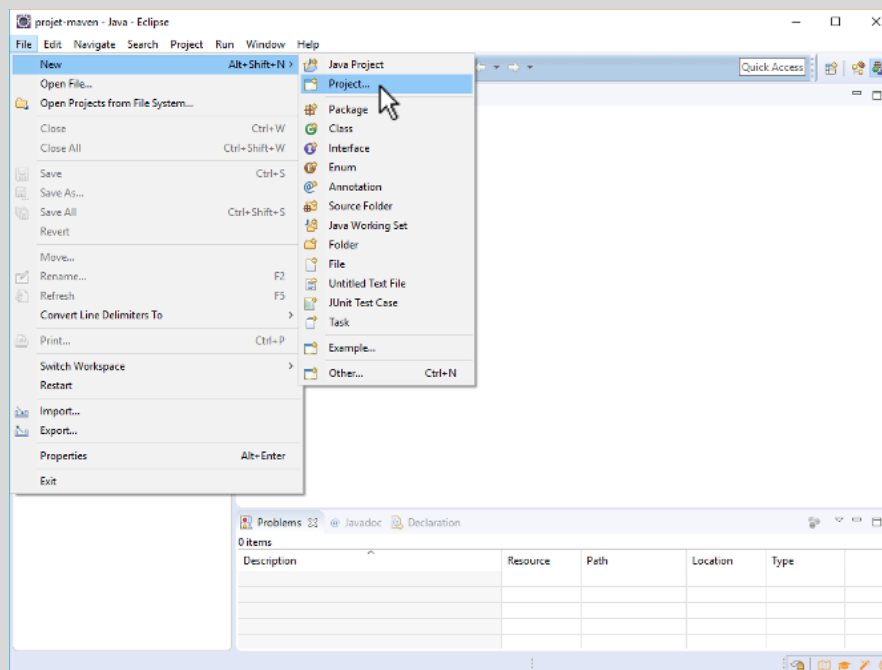 projet-maven - Java - Eclipse
File Edit Navigate Search Project Run Window Help
New Alt+Shift+N
Open File...
Open Projects from File System...
Close Ctrl+W
Close All Ctrl+Shift+W
Save Ctrl+S
Save As...
Save All Ctrl+Shift+S
Revert
Move...
Rename... F2
Refresh F5
Convert Line Delimiters To
Print... Ctrl+P
Switch Workspace
Restart
Import...
Export...
Properties Alt+Enter
Exit
Java Project
Project...
Package
Class
Interface
Enum
Annotation
Source Folder
Java Working Set
Folder
File
Untitled Text File
JUnit Test Case
Task
Example...
Other... Ctrl+N
Quick Access
Problems Javadoc Declaration
0 items
Description Resource Path Location Type